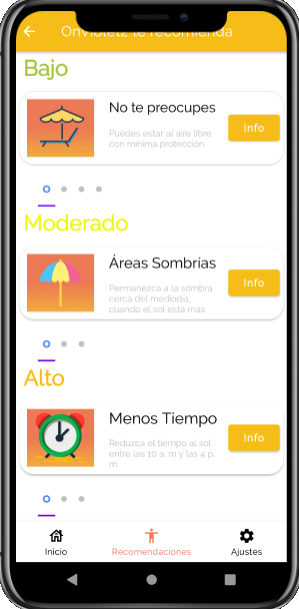 OnViolet2 te recomienda
Bajo
No te preocupes
Puedes estar al aire libre
con mínima protección
Info
Moderado
Áreas Sombrías
Permanezca a la sombra
cerca del mediodía,
cuando el sol está más
Info
Alto
Menos Tiempo
Reduzca el tiempo al sol
entre las 10 a. m y las 4 p.
m.
Info
Inicio
Recomendaciones
Ajustes